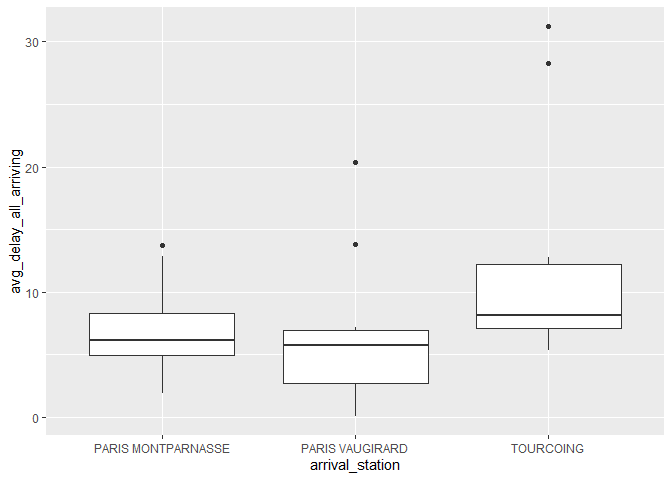 avg_delay_all_arriving
30
20
10
0
PARIS MONTPARNASSE
PARIS VAUGIRARD
TOURCOING
arrival_station